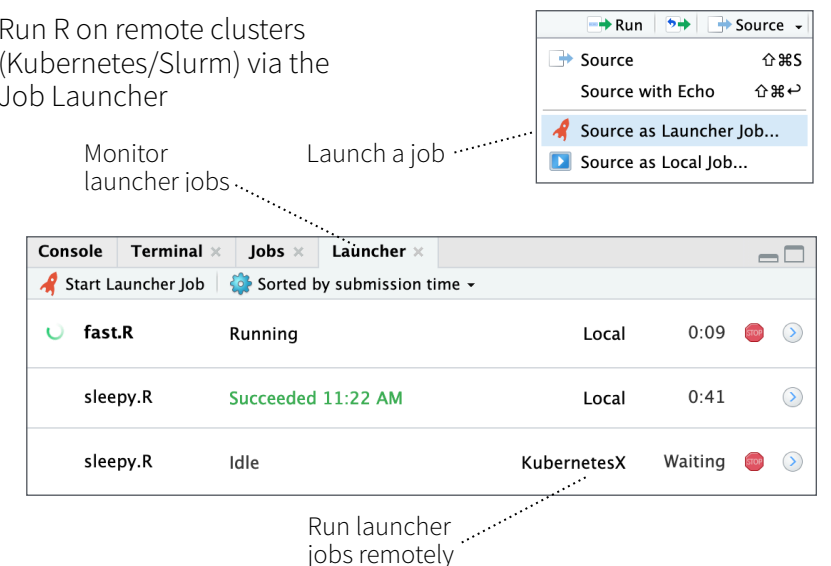 Run R on remote clusters
(Kubernetes/Slurm) via the
Job Launcher
Run Source
Source ⇧⌘S
Source with Echo ⇧⌘↩
Source as Launcher Job...
Source as Local Job...
Launch a job
Monitor
launcher jobs
Console Terminal × Jobs × Launcher ×
Start Launcher Job Sorted by submission time
fast.R Running Local 0:09 STOP
sleepy.R Succeeded 11:22 AM Local 0:41
sleepy.R Idle KubernetesX Waiting STOP
Run launcher
jobs remotely